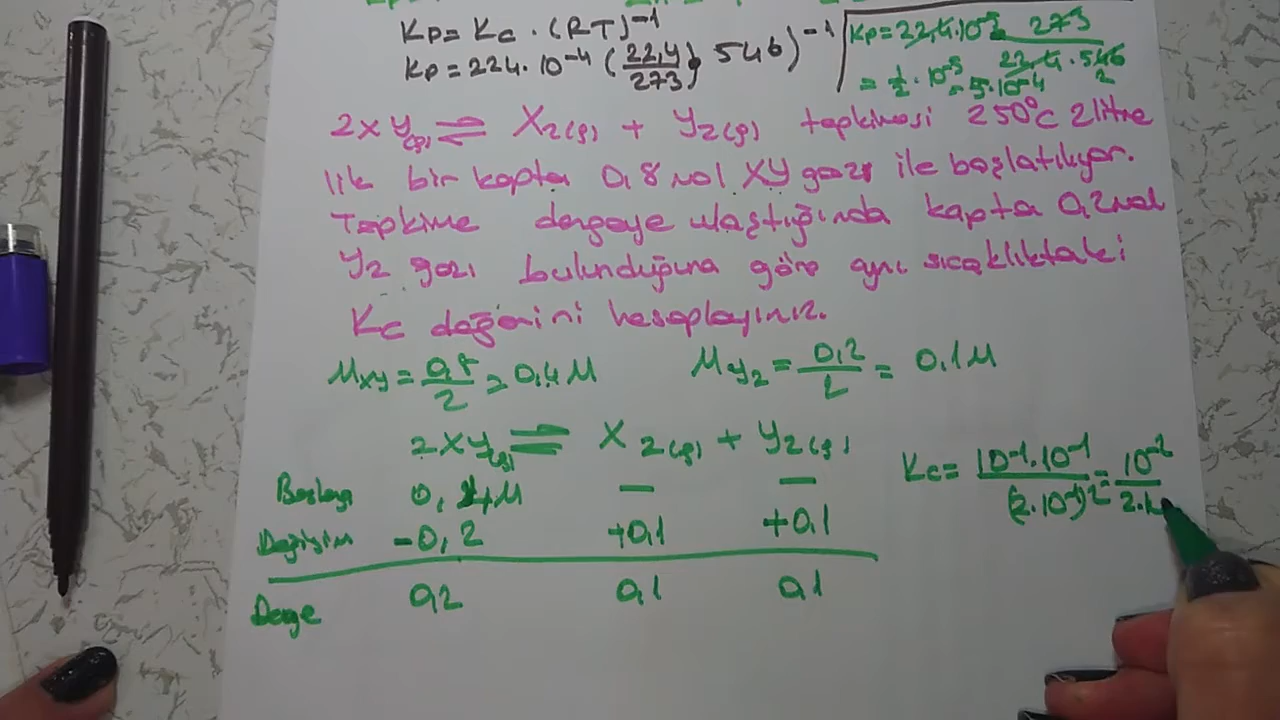 Kp = Kc . (RT)⁻¹
Kp = 224. 10⁻⁴ (22,4/273 . 546)⁻¹
Kp = 22,4.10⁻³ 273 / 22,4 . 546 2
= 1/2 . 10⁻³ = 5.10⁻⁴
2XY(g) ⇌ X2(g) + Y2(g) tepkimesi 250°C 2 litre
lik bir kapta 0,8 mol XY gazı ile başlatılıyor.
Tepkime dengeye ulaştığında kapta 0,2 mol
Y2 gazı bulunduğuna göre aynı sıcaklıktaki
Kc değerini hesaplayınız.
MXY = 0,8/2 = 0,4 M MY2 = 0,2/2 = 0,1 M
2XY(g) ⇌ X2(g) + Y2(g)
Başlangı 0,4 M — —
Değişim -0,2 +0,1 +0,1
Denge 0,2 0,1 0,1
Kc = 10⁻¹.10⁻¹ / (2.10⁻¹)² = 10⁻² / 2.